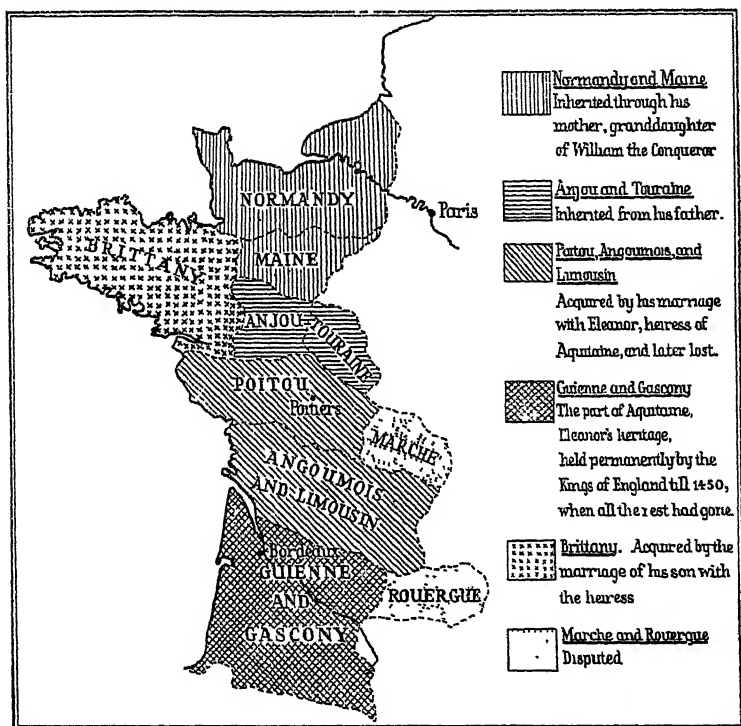 NORMANDY
Paris
BRITTANY
MAINE
ANJOU
TOURAINE
POITOU
Poitiers
MARCHE
ANGOUMOIS
AND LIMOUSIN
Bordeaux
GUIENNE
AND
GASCONY
ROUERGUE
Normandy and Maine
Inherited through his
mother, granddaughter
of William the Conqueror
Anjou and Touraine
Inherited from his father.
Poitou, Angoumois, and
Limousin
Acquired by his marriage
with Eleanor, heiress of
Aquitaine, and later lost.
Guienne and Gascony
The part of Aquitaine,
Eleanor's heritage,
held permanently by the
Kings of England till 1450,
when all the rest had gone.
Brittany. Acquired by the
marriage of his son with
the heiress
Marche and Rouergue
Disputed